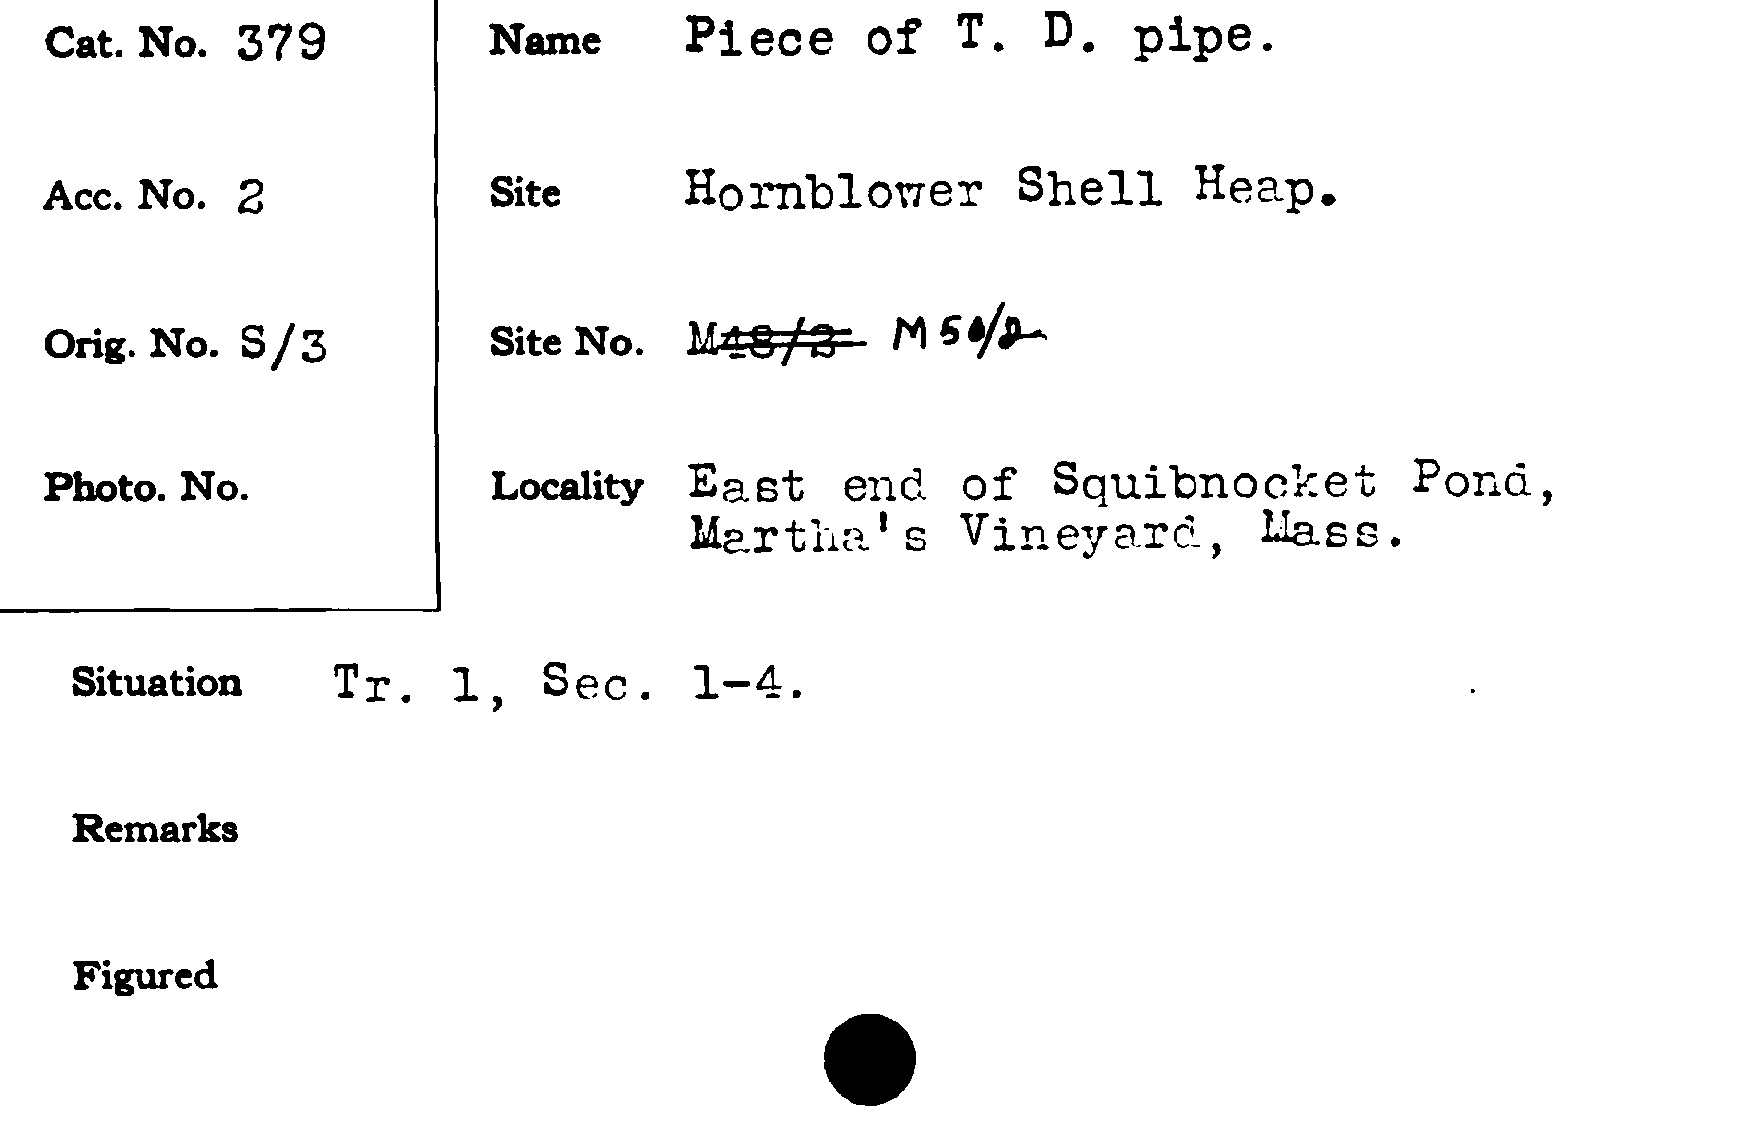 Cat. No. 379
Name Piece of T. D. pipe.
Acc. No. 2
Site Hornblower Shell Heap.
Orig. No. S/3
Site No. M48/2 M50/2
Photo. No.
Locality East end of Squibnocket Pond,
Martha's Vineyard, Mass.
Situation Tr. 1, Sec. 1-4.
Remarks
Figured